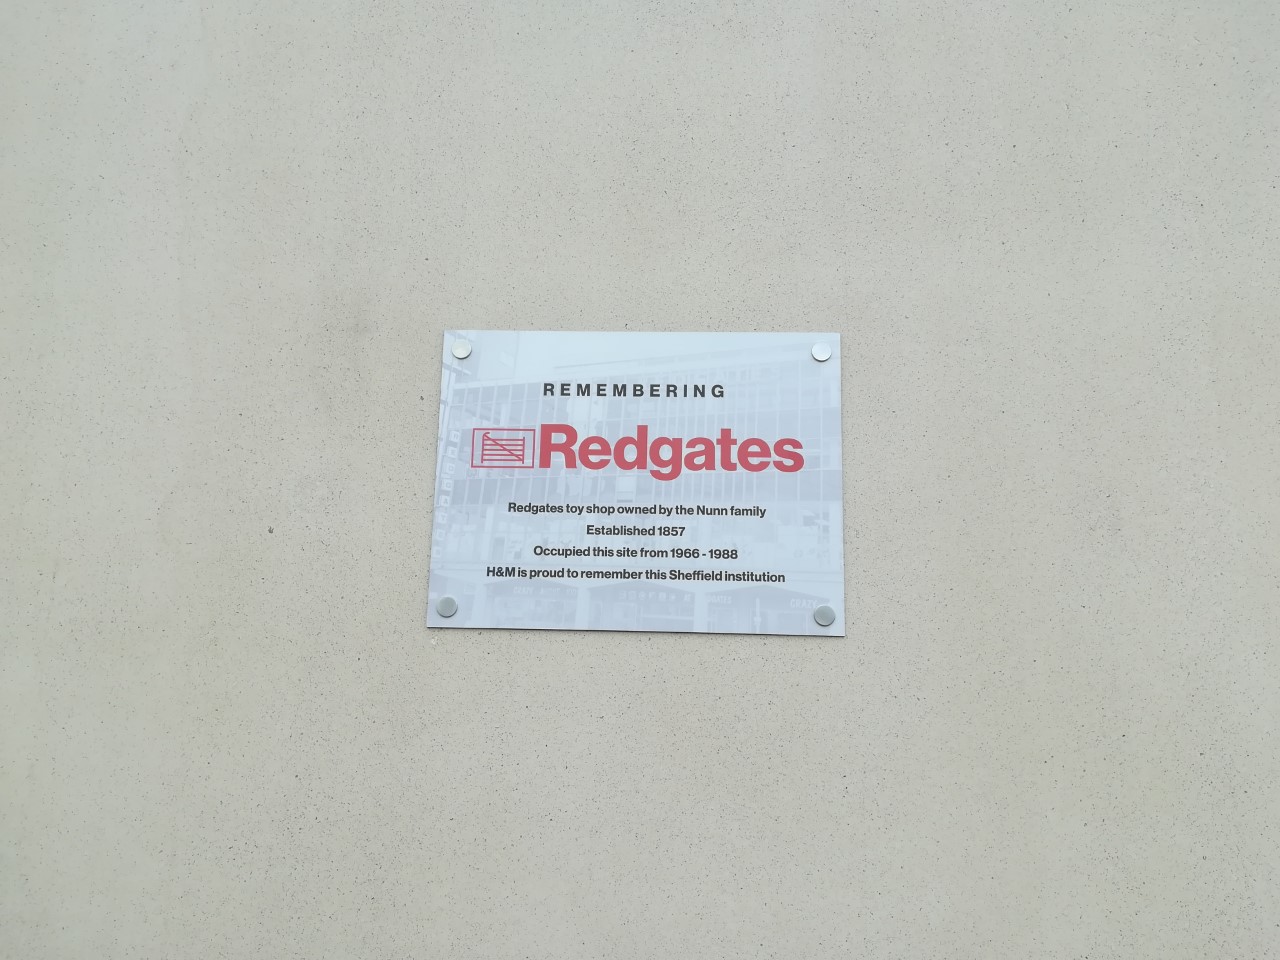 REMEMBERING
Redgates
Redgates toy shop owned by the Nunn family
Established 1857
Occupied this site from 1966 - 1988
H&M is proud to remember this Sheffield institution